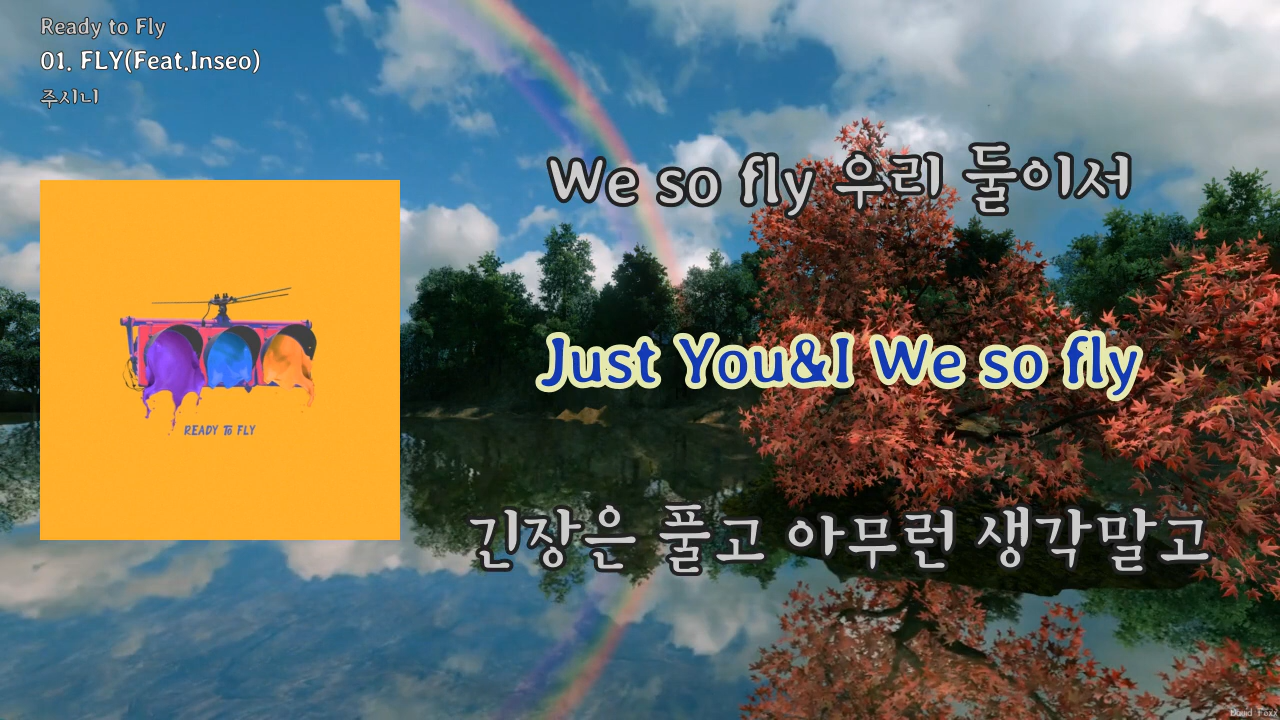 Ready to Fly
01. FLY(Feat.Inseo)
주시니
We so fly 우리 둘이서
Just You&I We so fly
READY To FLY
긴장은 풀고 아무런 생각말고
David Foxx